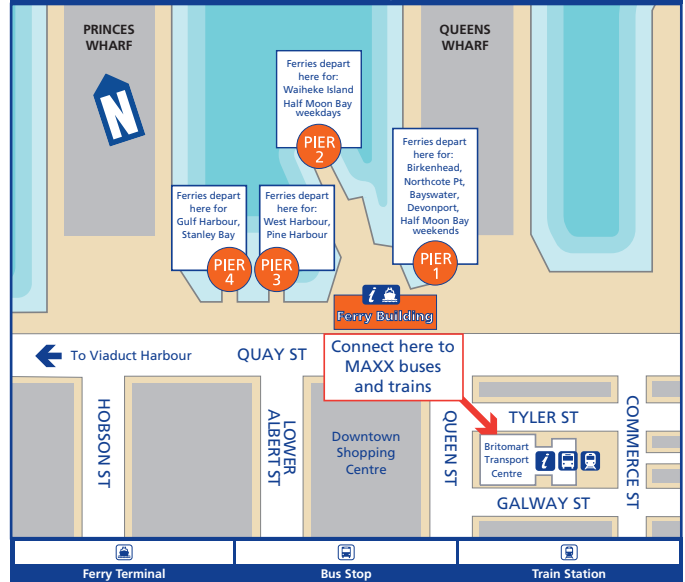 PRINCES
WHARF
QUEENS
WHARF
N
Ferries depart
here for:
Waiheke Island
Half Moon Bay
weekdays
PIER
2
Ferries depart
here for:
Birkenhead,
Northcote Pt,
Bayswater,
Devonport,
Half Moon Bay
weekends
PIER
1
Ferries depart
here for
Gulf Harbour,
Stanley Bay
PIER
4
Ferries depart
here for:
West Harbour,
Pine Harbour
PIER
3
i
Ferry Building
To Viaduct Harbour
QUAY ST
Connect here to
MAXX buses
and trains
HOBSON ST
LOWER
ALBERT ST
Downtown
Shopping
Centre
QUEEN ST
TYLER ST
COMMERCE ST
Britomart
Transport
Centre
i
GALWAY ST
Ferry Terminal
Bus Stop
Train Station